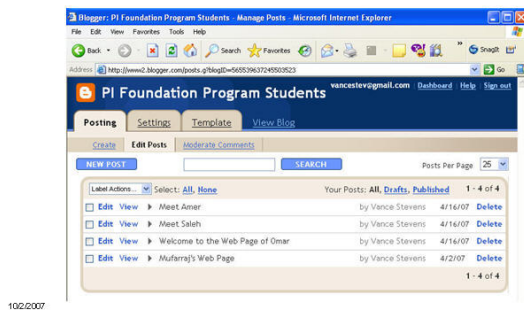 Blogger: PI Foundation Program Students - Manage Posts - Microsoft Internet Explorer
File Edit View Favorites Tools Help
Back Search Favorites SnagIt
Address http://www2.blogger.com/posts.g?blogID=565539637245503523 Go
PI Foundation Program Students
vancestev@gmail.com Dashboard Help Sign out
Posting Settings Template View Blog
Create Edit Posts Moderate Comments
NEW POST SEARCH Posts Per Page 25
Label Actions... Select: All, None Your Posts: All, Drafts, Published 1 - 4 of 4
Edit View Meet Amer by Vance Stevens 4/16/07 Delete
Edit View Meet Saleh by Vance Stevens 4/16/07 Delete
Edit View Welcome to the Web Page of Omar by Vance Stevens 4/16/07 Delete
Edit View Mufarraj's Web Page by Vance Stevens 4/2/07 Delete
1 - 4 of 4
10/2/2007